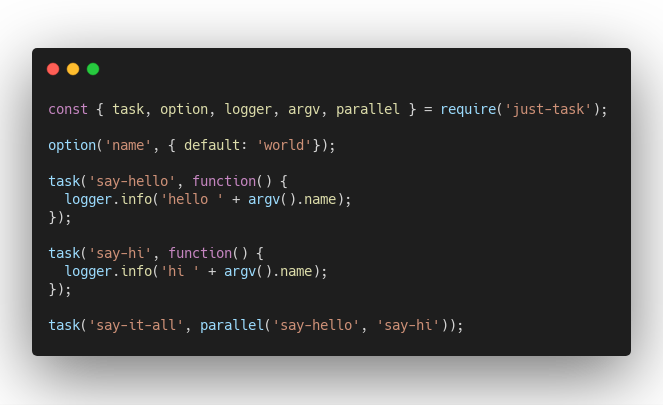 const { task, option, logger, argv, parallel } = require('just-task');
option('name', { default: 'world'});
task('say-hello', function() {
  logger.info('hello ' + argv().name);
});
task('say-hi', function() {
  logger.info('hi ' + argv().name);
});
task('say-it-all', parallel('say-hello', 'say-hi'));